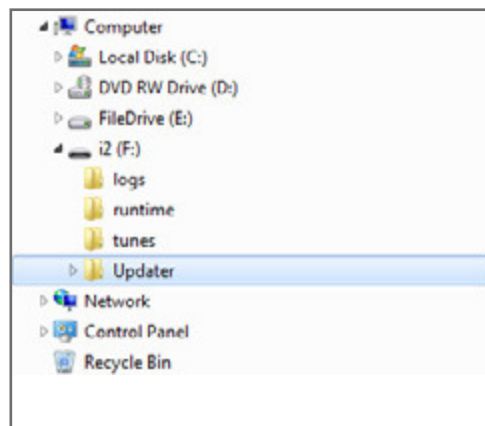 Computer
Local Disk (C:)
DVD RW Drive (D:)
FileDrive (E:)
i2 (F:)
logs
runtime
tunes
Updater
Network
Control Panel
Recycle Bin